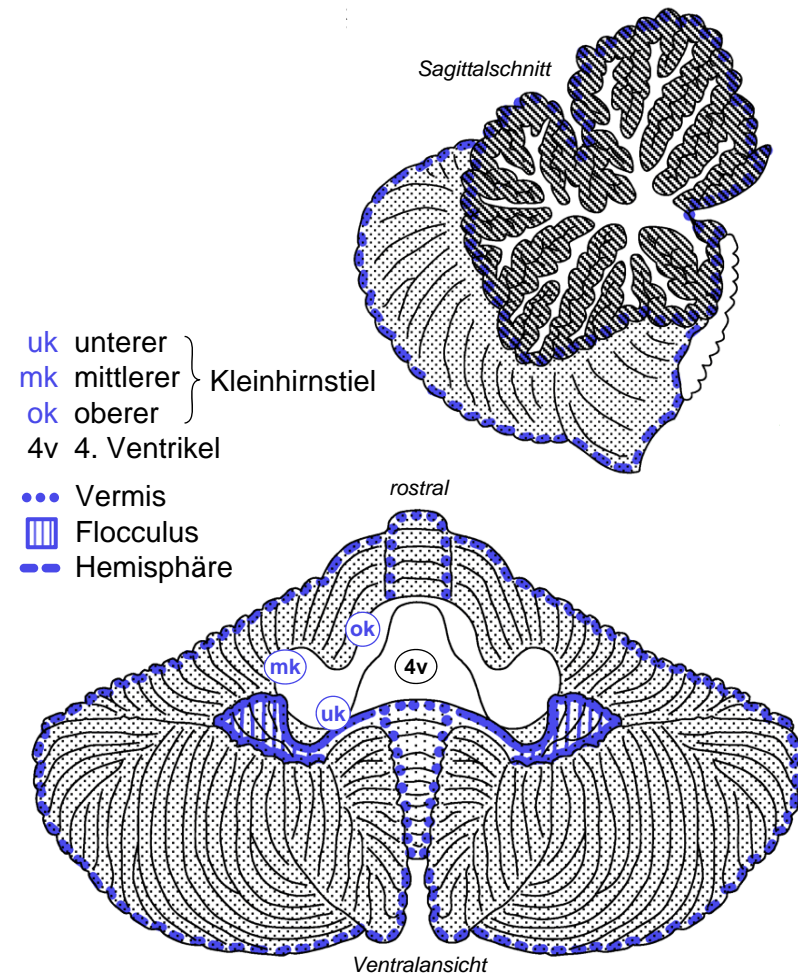 Sagittalschnitt
uk unterer
mk mittlerer
ok oberer
Kleinhirnstiel
4v 4. Ventrikel
Vermis
Flocculus
Hemisphäre
rostral
ok
mk
4v
uk
Ventralansicht